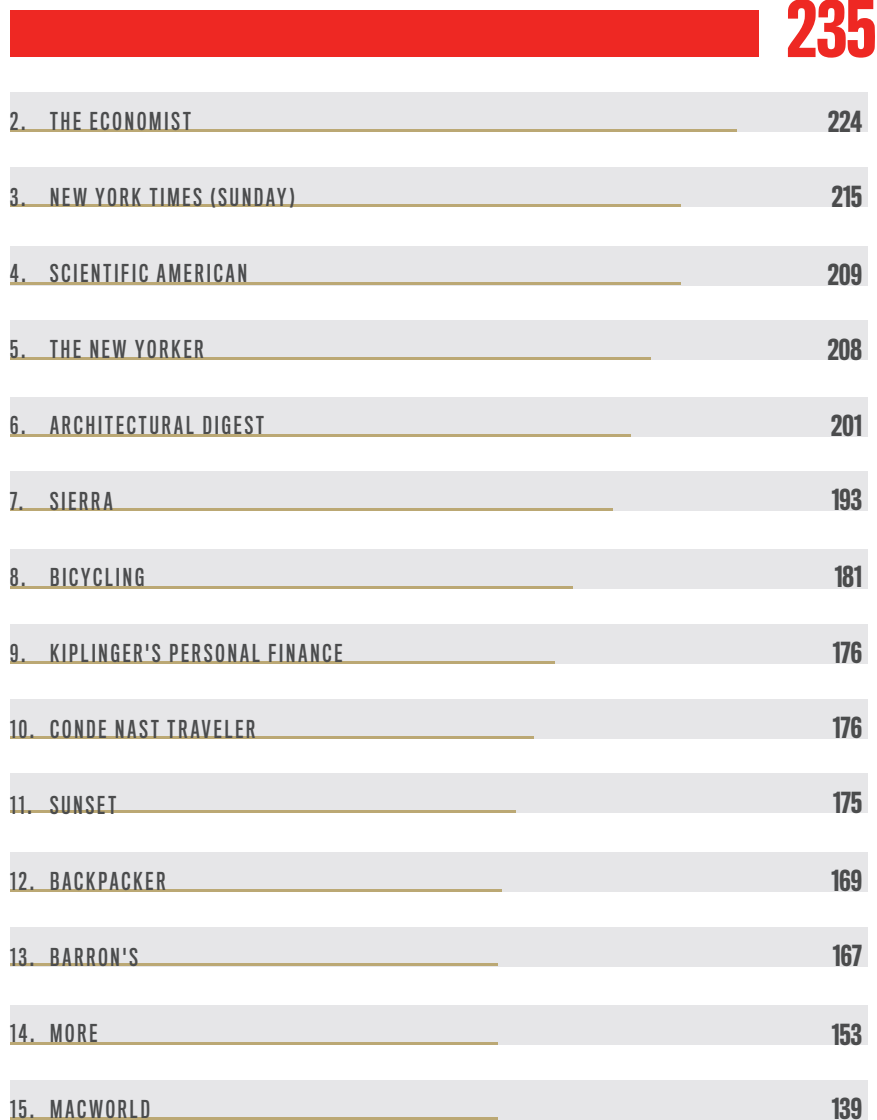 235
2. THE ECONOMIST 224
3. NEW YORK TIMES (SUNDAY) 215
4. SCIENTIFIC AMERICAN 209
5. THE NEW YORKER 208
6. ARCHITECTURAL DIGEST 201
7. SIERRA 193
8. BICYCLING 181
9. KIPLINGER'S PERSONAL FINANCE 176
10. CONDE NAST TRAVELER 176
11. SUNSET 175
12. BACKPACKER 169
13. BARRON'S 167
14. MORE 153
15. MACWORLD 139